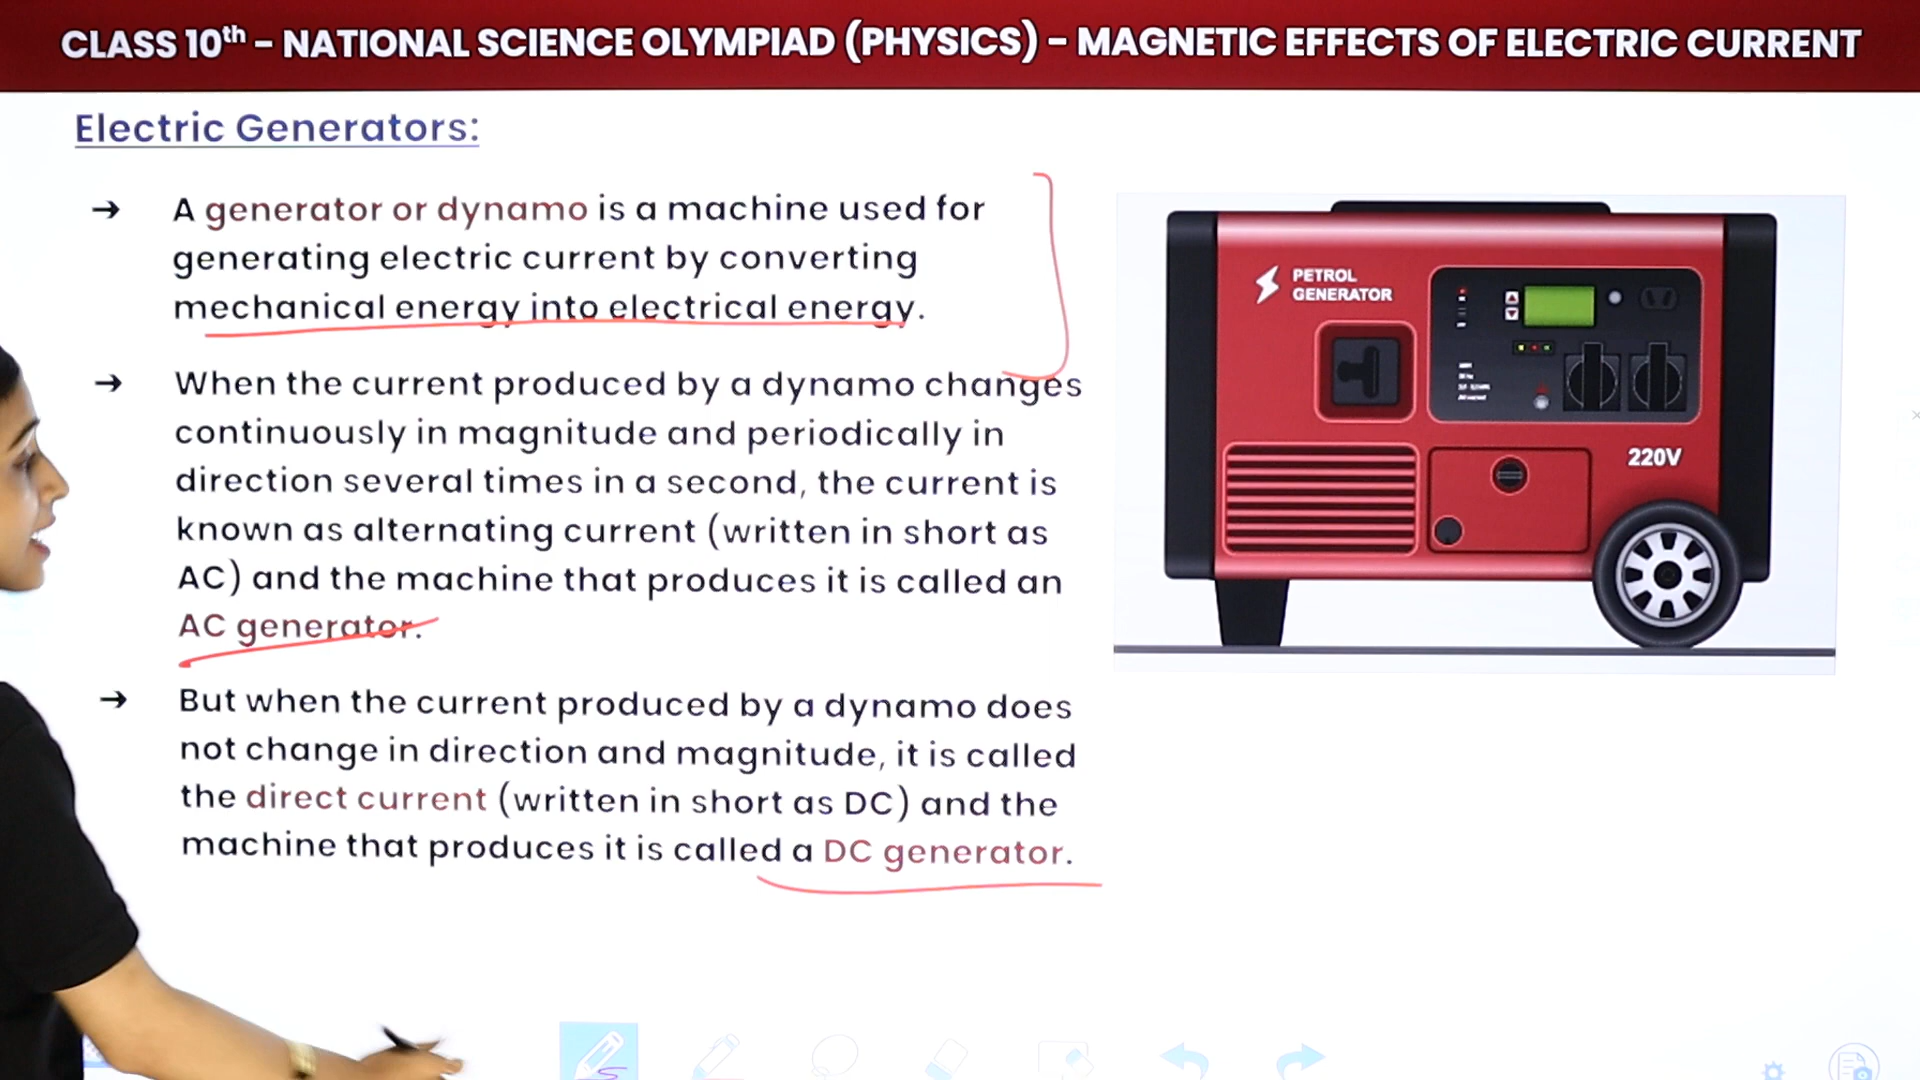 CLASS 10th – NATIONAL SCIENCE OLYMPIAD (PHYSICS) – MAGNETIC EFFECTS OF ELECTRIC CURRENT
Electric Generators:
→ A generator or dynamo is a machine used for
generating electric current by converting
mechanical energy into electrical energy.
→ When the current produced by a dynamo changes
continuously in magnitude and periodically in
direction several times in a second, the current is
known as alternating current (written in short as
AC) and the machine that produces it is called an
AC generator.
→ But when the current produced by a dynamo does
not change in direction and magnitude, it is called
the direct current (written in short as DC) and the
machine that produces it is called a DC generator.
PETROL
GENERATOR
220V